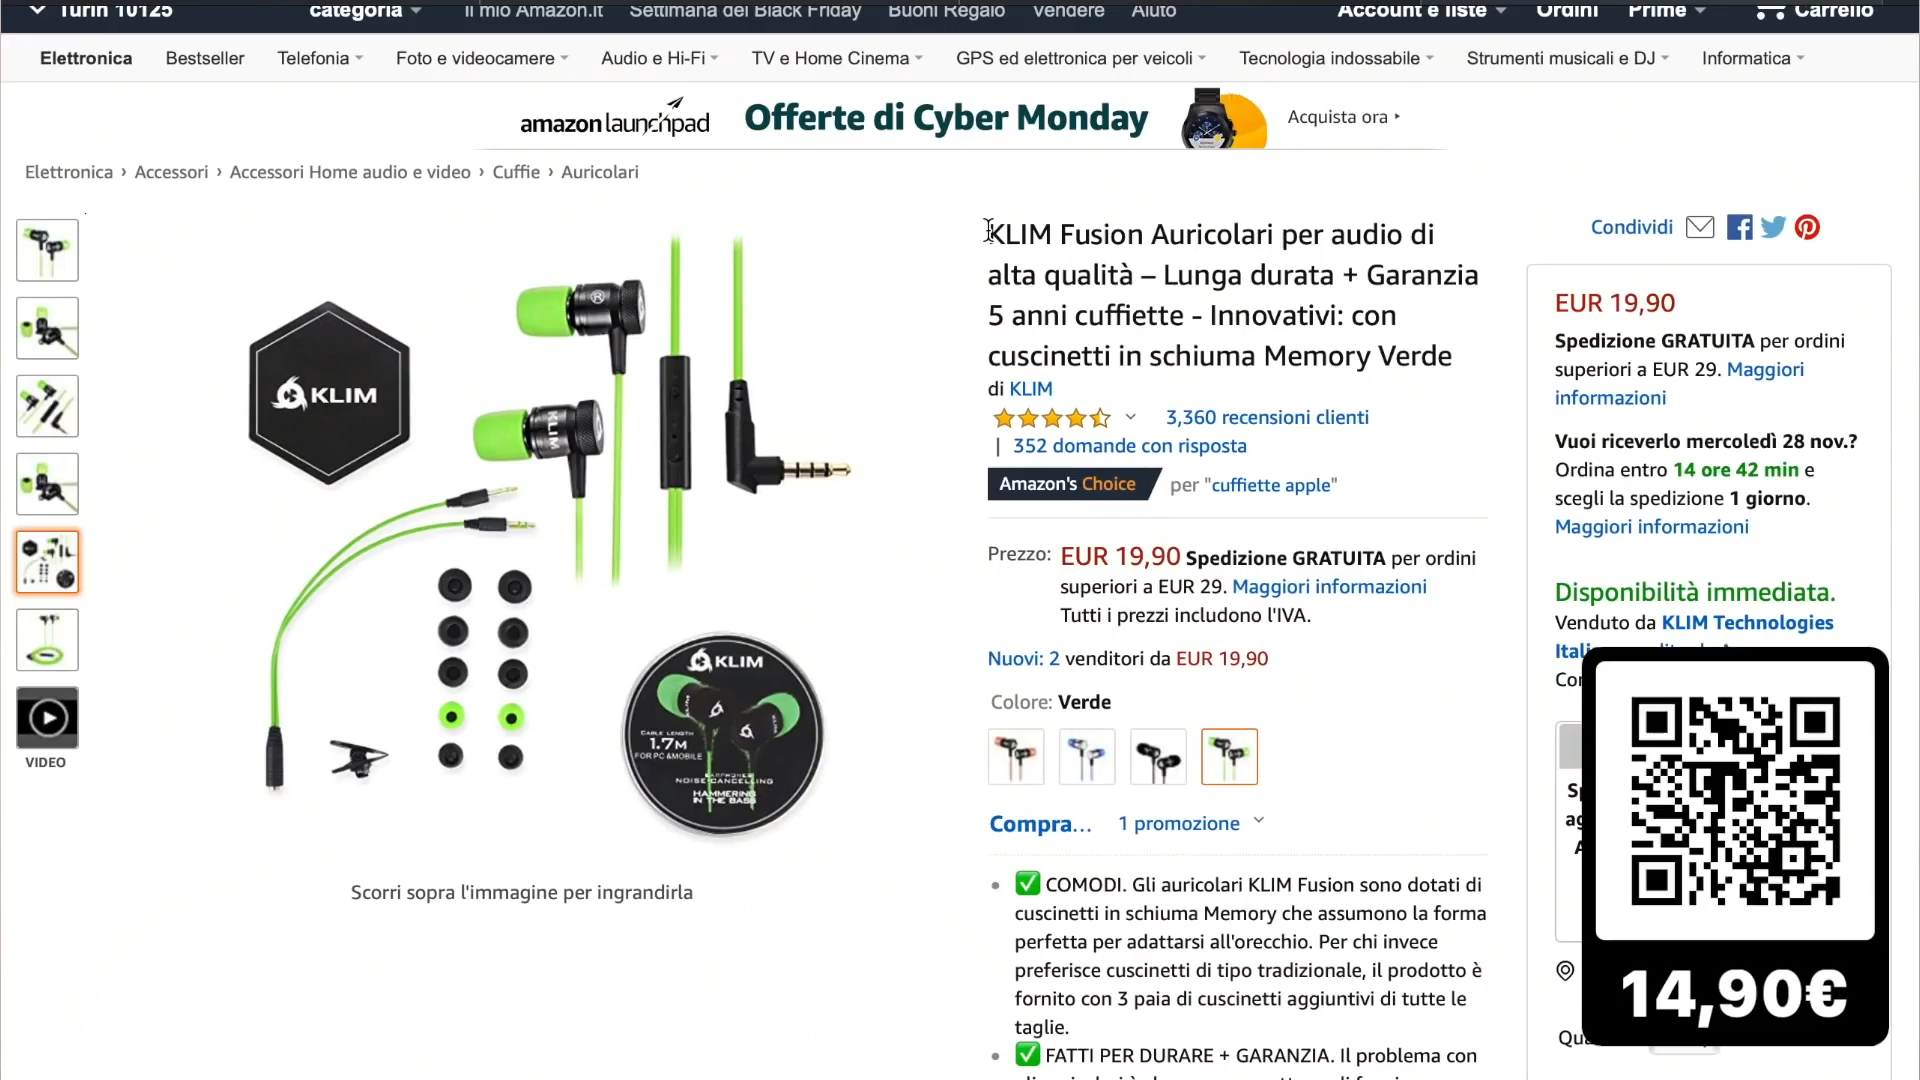 Turin 10125
categoria
Il mio Amazon.it
Settimana del Black Friday
Buoni Regalo
Vendere
Aiuto
Account e liste
Ordini
Prime
Carrello
Elettronica
Bestseller
Telefonia
Foto e videocamere
Audio e Hi-Fi
TV e Home Cinema
GPS ed elettronica per veicoli
Tecnologia indossabile
Strumenti musicali e DJ
Informatica
amazon launchpad
Offerte di Cyber Monday
Acquista ora
Elettronica › Accessori › Accessori Home audio e video › Cuffie › Auricolari
VIDEO
KLIM
KLIM
KLIM
CABLE LENGTH
1.7M
FOR PC & MOBILE
EARPHONES
NOISE CANCELLING
HAMMERING
IN THE BASS
Scorri sopra l'immagine per ingrandirla
KLIM Fusion Auricolari per audio di
alta qualità – Lunga durata + Garanzia
5 anni cuffiette - Innovativi: con
cuscinetti in schiuma Memory Verde
di KLIM
3,360 recensioni clienti
| 352 domande con risposta
Amazon's Choice per "cuffiette apple"
Prezzo: EUR 19,90 Spedizione GRATUITA per ordini
superiori a EUR 29. Maggiori informazioni
Tutti i prezzi includono l'IVA.
Nuovi: 2 venditori da EUR 19,90
Colore: Verde
Compra...
1 promozione
✅ COMODI. Gli auricolari KLIM Fusion sono dotati di
cuscinetti in schiuma Memory che assumono la forma
perfetta per adattarsi all'orecchio. Per chi invece
preferisce cuscinetti di tipo tradizionale, il prodotto è
fornito con 3 paia di cuscinetti aggiuntivi di tutte le
taglie.
✅ FATTI PER DURARE + GARANZIA. Il problema con
Condividi
EUR 19,90
Spedizione GRATUITA per ordini
superiori a EUR 29. Maggiori
informazioni
Vuoi riceverlo mercoledì 28 nov.?
Ordina entro 14 ore 42 min e
scegli la spedizione 1 giorno.
Maggiori informazioni
Disponibilità immediata.
Venduto da KLIM Technologies
14,90€